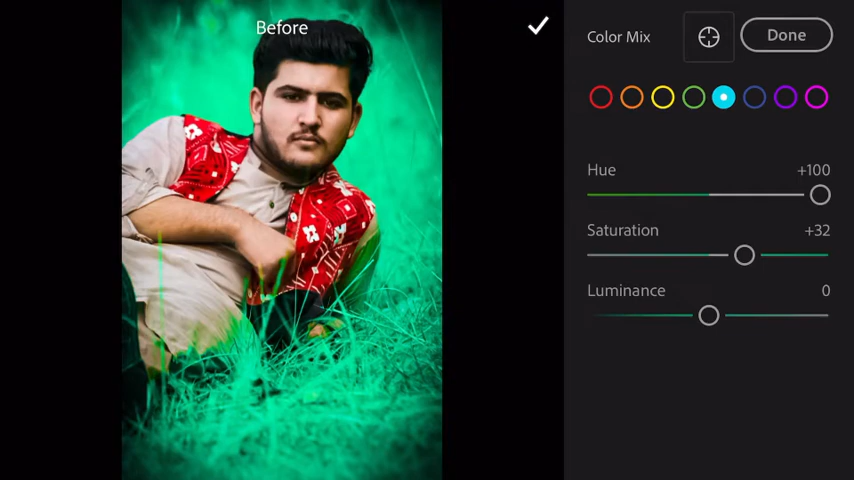 Before
Color Mix
Done
Hue +100
Saturation +32
Luminance 0